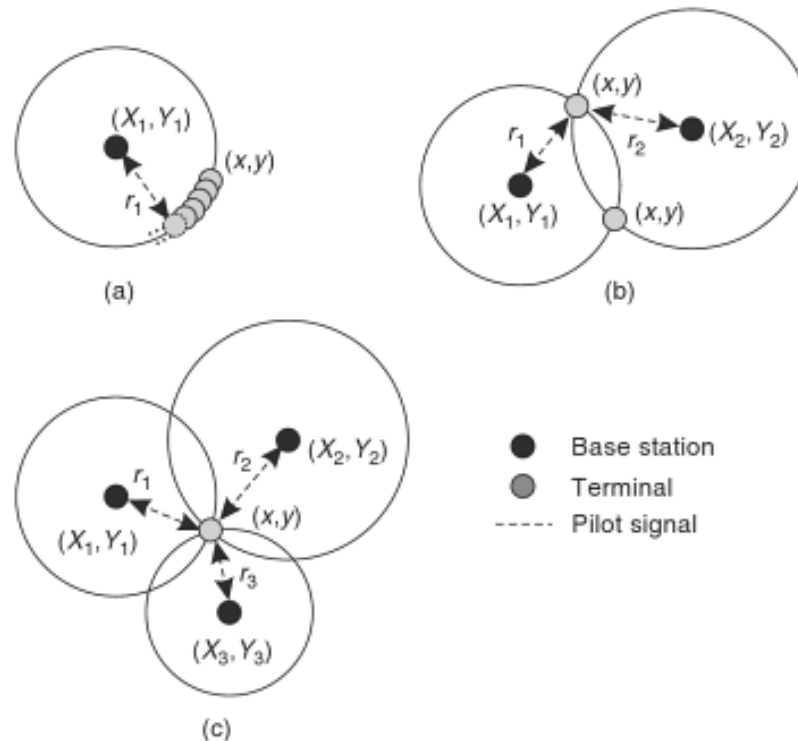 (X₁, Y₁)
(x,y)
r₁
(a)
(x,y)
r₁
r₂
(X₂, Y₂)
(X₁, Y₁)
(x,y)
(b)
r₁
r₂
(X₂, Y₂)
(x,y)
(X₁, Y₁)
r₃
(X₃, Y₃)
(c)
Base station
Terminal
Pilot signal